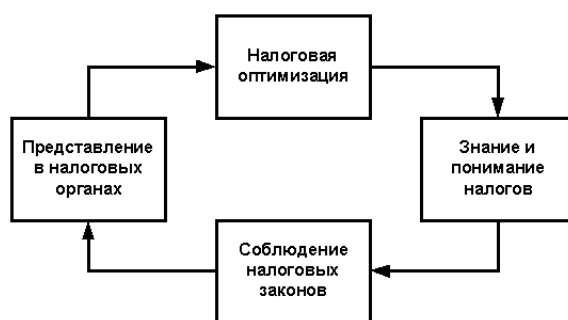 Налоговая
оптимизация
Знание и
понимание
налогов
Соблюдение
налоговых
законов
Представление
в налоговых
органах